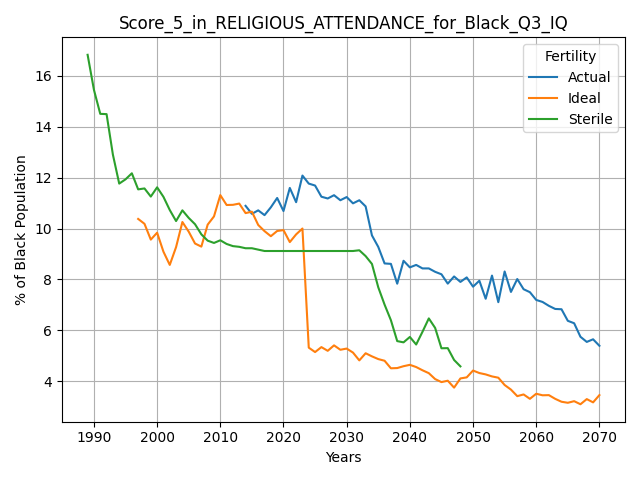 Score_5_in_RELIGIOUS_ATTENDANCE_for_Black_Q3_IQ
Fertility
Actual
Ideal
Sterile
% of Black Population
16
14
12
10
8
6
4
1990 2000 2010 2020 2030 2040 2050 2060 2070
Years